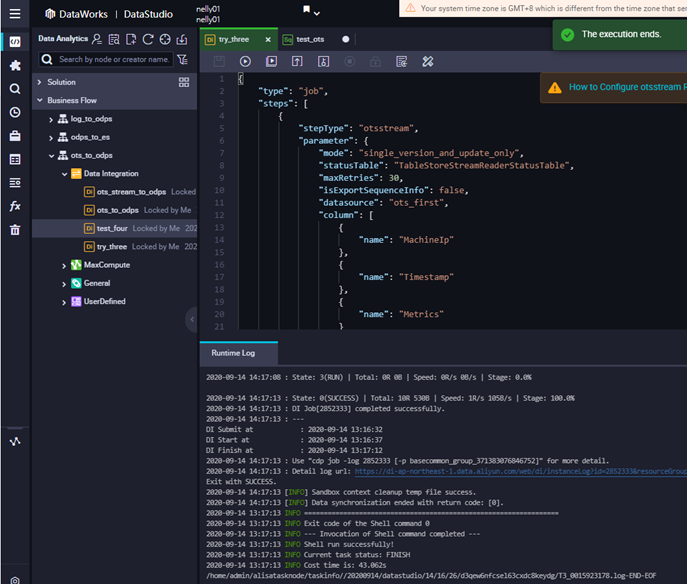 DataWorks | DataStudio
nelly01
nelly01
Your system time zone is GMT+8 which is different from the time zone that ser
The execution ends.
Data Analytics
Search by node or creator name.
Solution
Business Flow
log_to_odps
odps_to_es
ots_to_odps
Data Integration
Di ots_stream_to_odps Locked
Di ots_to_odps Locked by Me
Di test_four Locked by Me 202
Di try_three Locked by Me 202
MaxCompute
General
UserDefined
Di try_three
Sq test_ots
How to Configure otsstream R
1 {
2 "type": "job",
3 "steps": [
4 {
5 "stepType": "otsstream",
6 "parameter": {
7 "mode": "single_version_and_update_only",
8 "statusTable": "TableStoreStreamReaderStatusTable",
9 "maxRetries": 30,
10 "isExportSequenceInfo": false,
11 "datasource": "ots_first",
12 "column": [
13 {
14 "name": "MachineIp"
15 },
16 {
17 "name": "Timestamp"
18 },
19 {
20 "name": "Metrics"
21 }
Runtime Log
2020-09-14 14:17:08 : State: 3(RUN) | Total: 0R 0B | Speed: 0R/s 0B/s | Stage: 0.0%
2020-09-14 14:17:13 : State: 0(SUCCESS) | Total: 10R 530B | Speed: 1R/s 105B/s | Stage: 100.0%
2020-09-14 14:17:13 : DI Job[2852333] completed successfully.
2020-09-14 14:17:13 : ---
DI Submit at : 2020-09-14 13:16:32
DI Start at : 2020-09-14 13:16:37
DI Finish at : 2020-09-14 13:17:12
2020-09-14 14:17:13 : Use "cdp job -log 2852333 [-p basecommon_group_371383076846752]" for more detail.
2020-09-14 14:17:13 : Detail log url: https://di-ap-northeast-1.data.aliyun.com/web/di/instanceLog?id=2852333&resourceGroup
Exit with SUCCESS.
2020-09-14 14:17:13 [INFO] Sandbox context cleanup temp file success.
2020-09-14 14:17:13 [INFO] Data synchronization ended with return code: [0].
2020-09-14 13:17:13 INFO =================================================================
2020-09-14 13:17:13 INFO Exit code of the Shell command 0
2020-09-14 13:17:13 INFO --- Invocation of Shell command completed ---
2020-09-14 13:17:13 INFO Shell run successfully!
2020-09-14 13:17:13 INFO Current task status: FINISH
2020-09-14 13:17:13 INFO Cost time is: 43.062s
/home/admin/alisatasknode/taskinfo//20200914/datastudio/14/16/26/d3qew6nfcse163cxdc8keydg/T3_0015923178.log-END-EOF